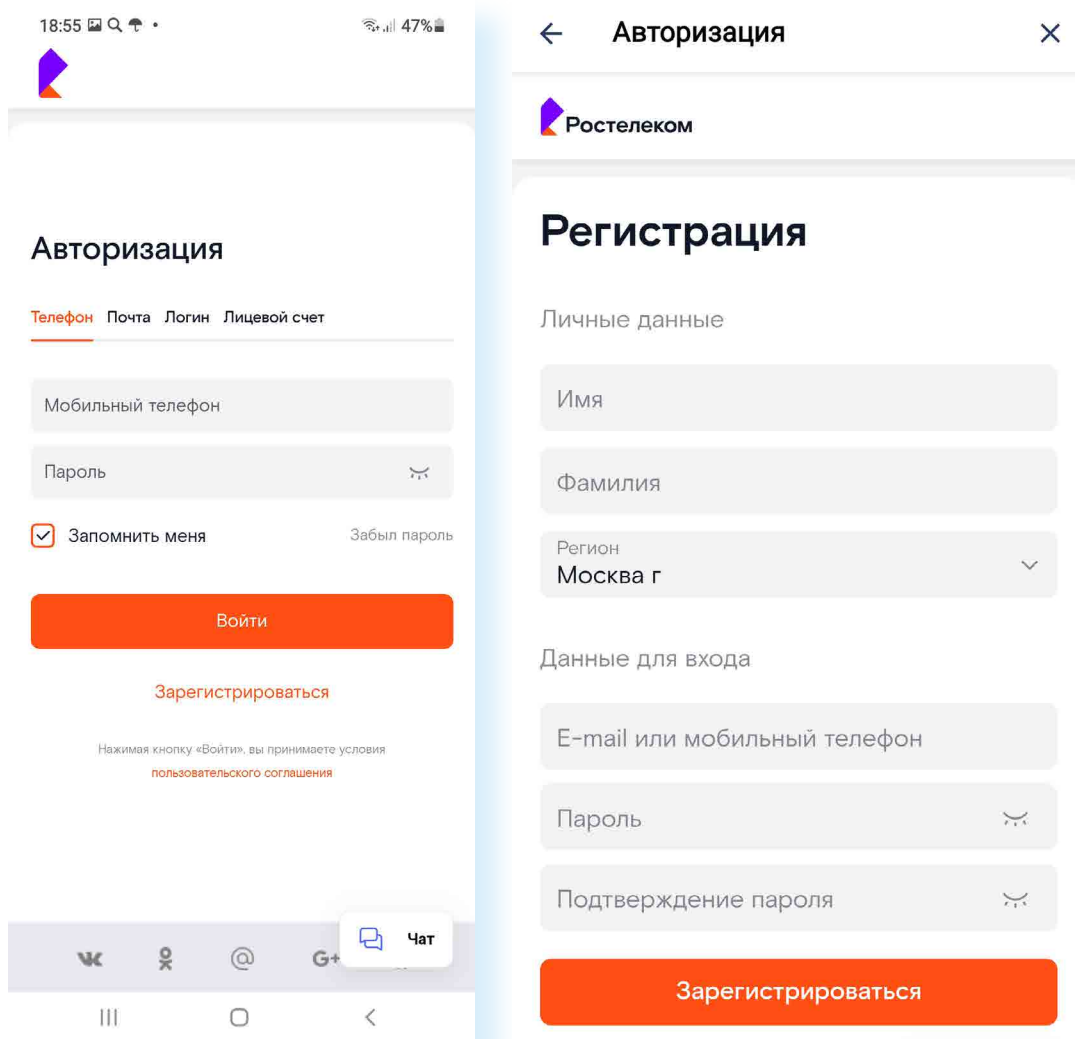 18:55
47%
Авторизация
Телефон Почта Логин Лицевой счет
Мобильный телефон
Пароль
Запомнить меня
Забыл пароль
Войти
Зарегистрироваться
Нажимая кнопку «Войти», вы принимаете условия
пользовательского соглашения
G+
Чат
Авторизация
Ростелеком
Регистрация
Личные данные
Имя
Фамилия
Регион
Москва г
Данные для входа
E-mail или мобильный телефон
Пароль
Подтверждение пароля
Зарегистрироваться